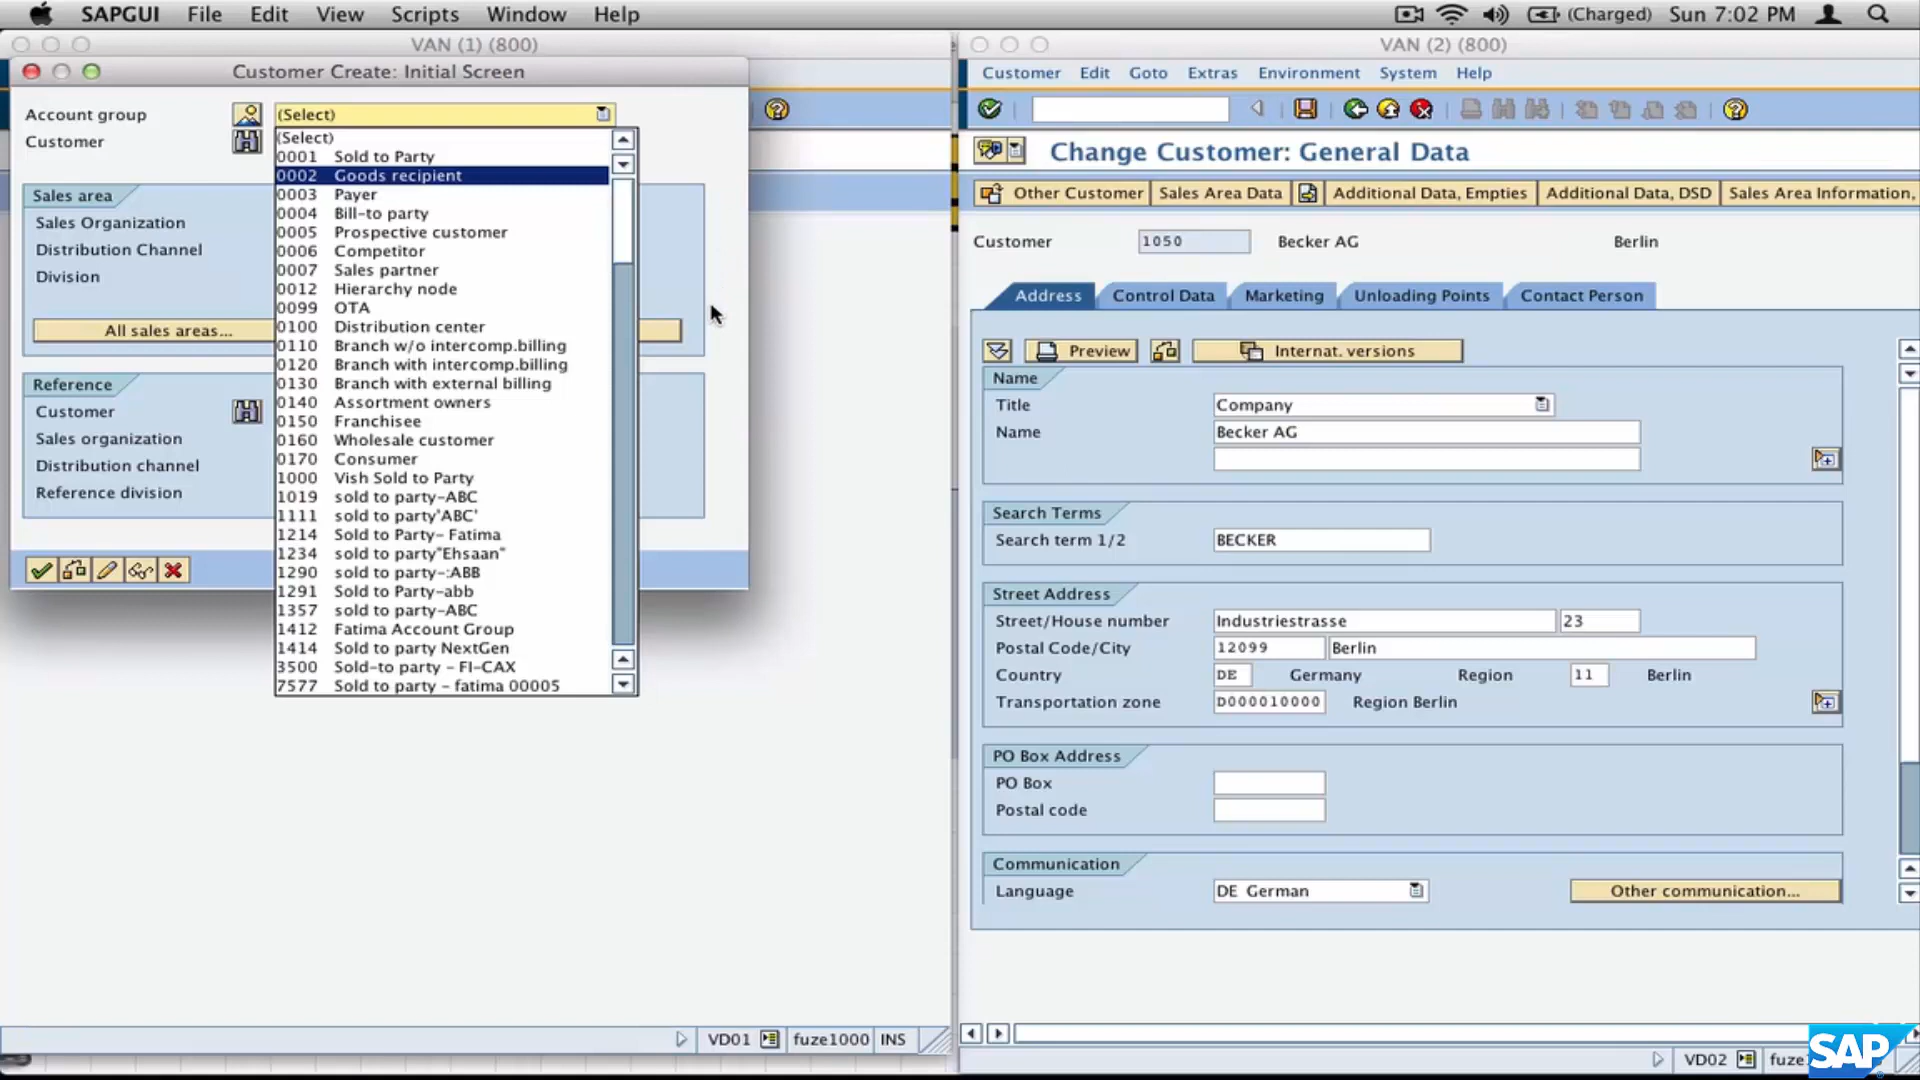 SAPGUI File Edit View Scripts Window Help (Charged) Sun 7:02 PM
VAN (1) (800)
Customer Create: Initial Screen
Account group (Select)
Customer
(Select)
0001 Sold to Party
0002 Goods recipient
0003 Payer
0004 Bill-to party
0005 Prospective customer
0006 Competitor
0007 Sales partner
0012 Hierarchy node
0099 OTA
0100 Distribution center
0110 Branch w/o intercomp.billing
0120 Branch with intercomp.billing
0130 Branch with external billing
0140 Assortment owners
0150 Franchisee
0160 Wholesale customer
0170 Consumer
1000 Vish Sold to Party
1019 sold to party-ABC
1111 sold to party'ABC'
1214 Sold to Party- Fatima
1234 sold to party"Ehsaan"
1290 sold to party-:ABB
1291 Sold to Party-abb
1357 sold to party-ABC
1412 Fatima Account Group
1414 Sold to party NextGen
3500 Sold-to party - FI-CAX
7577 Sold to party - fatima 00005
Sales area
Sales Organization
Distribution Channel
Division
All sales areas...
Reference
Customer
Sales organization
Distribution channel
Reference division
VD01 fuze1000 INS
VAN (2) (800)
Customer Edit Goto Extras Environment System Help
Change Customer: General Data
Other Customer Sales Area Data Additional Data, Empties Additional Data, DSD Sales Area Information,
Customer 1050 Becker AG Berlin
Address Control Data Marketing Unloading Points Contact Person
Preview Internat. versions
Name
Title Company
Name Becker AG
Search Terms
Search term 1/2 BECKER
Street Address
Street/House number Industriestrasse 23
Postal Code/City 12099 Berlin
Country DE Germany Region 11 Berlin
Transportation zone D000010000 Region Berlin
PO Box Address
PO Box
Postal code
Communication
Language DE German Other communication...
VD02
SAP